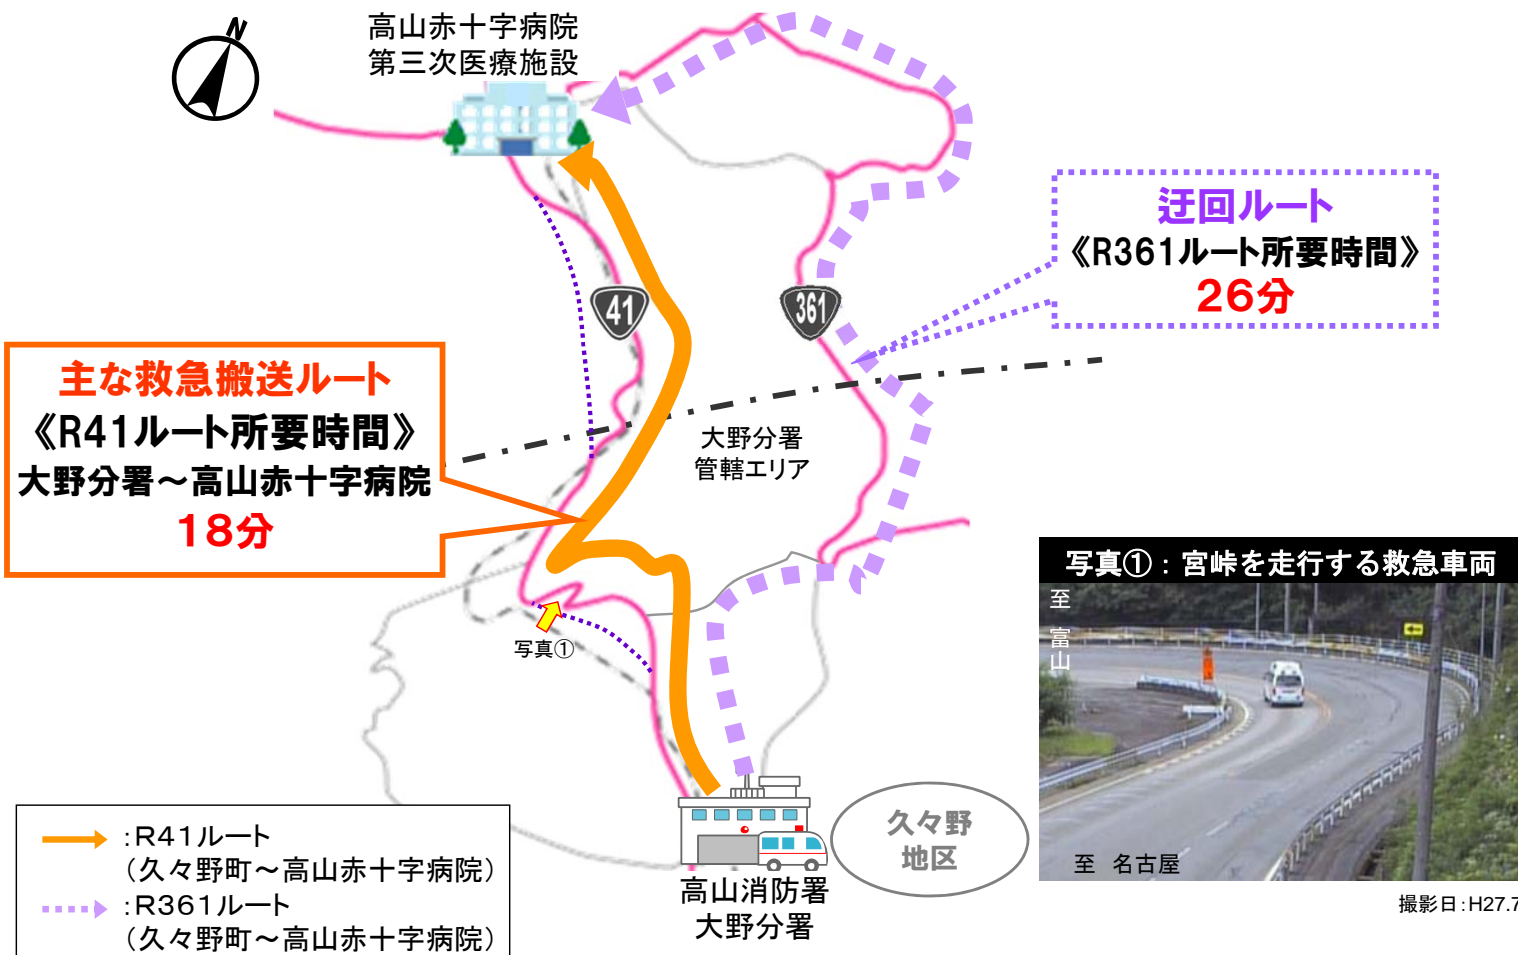 N
高山赤十字病院
第三次医療施設
迂回ルート
《R361ルート所要時間》
26分
41
361
主な救急搬送ルート
《R41ルート所要時間》
大野分署～高山赤十字病院
18分
大野分署
管轄エリア
写真①
写真①：宮峠を走行する救急車両
至 富山
至 名古屋
撮影日:H27.7
久々野
地区
高山消防署
大野分署
:R41ルート
（久々野町～高山赤十字病院）
:R361ルート
（久々野町～高山赤十字病院）